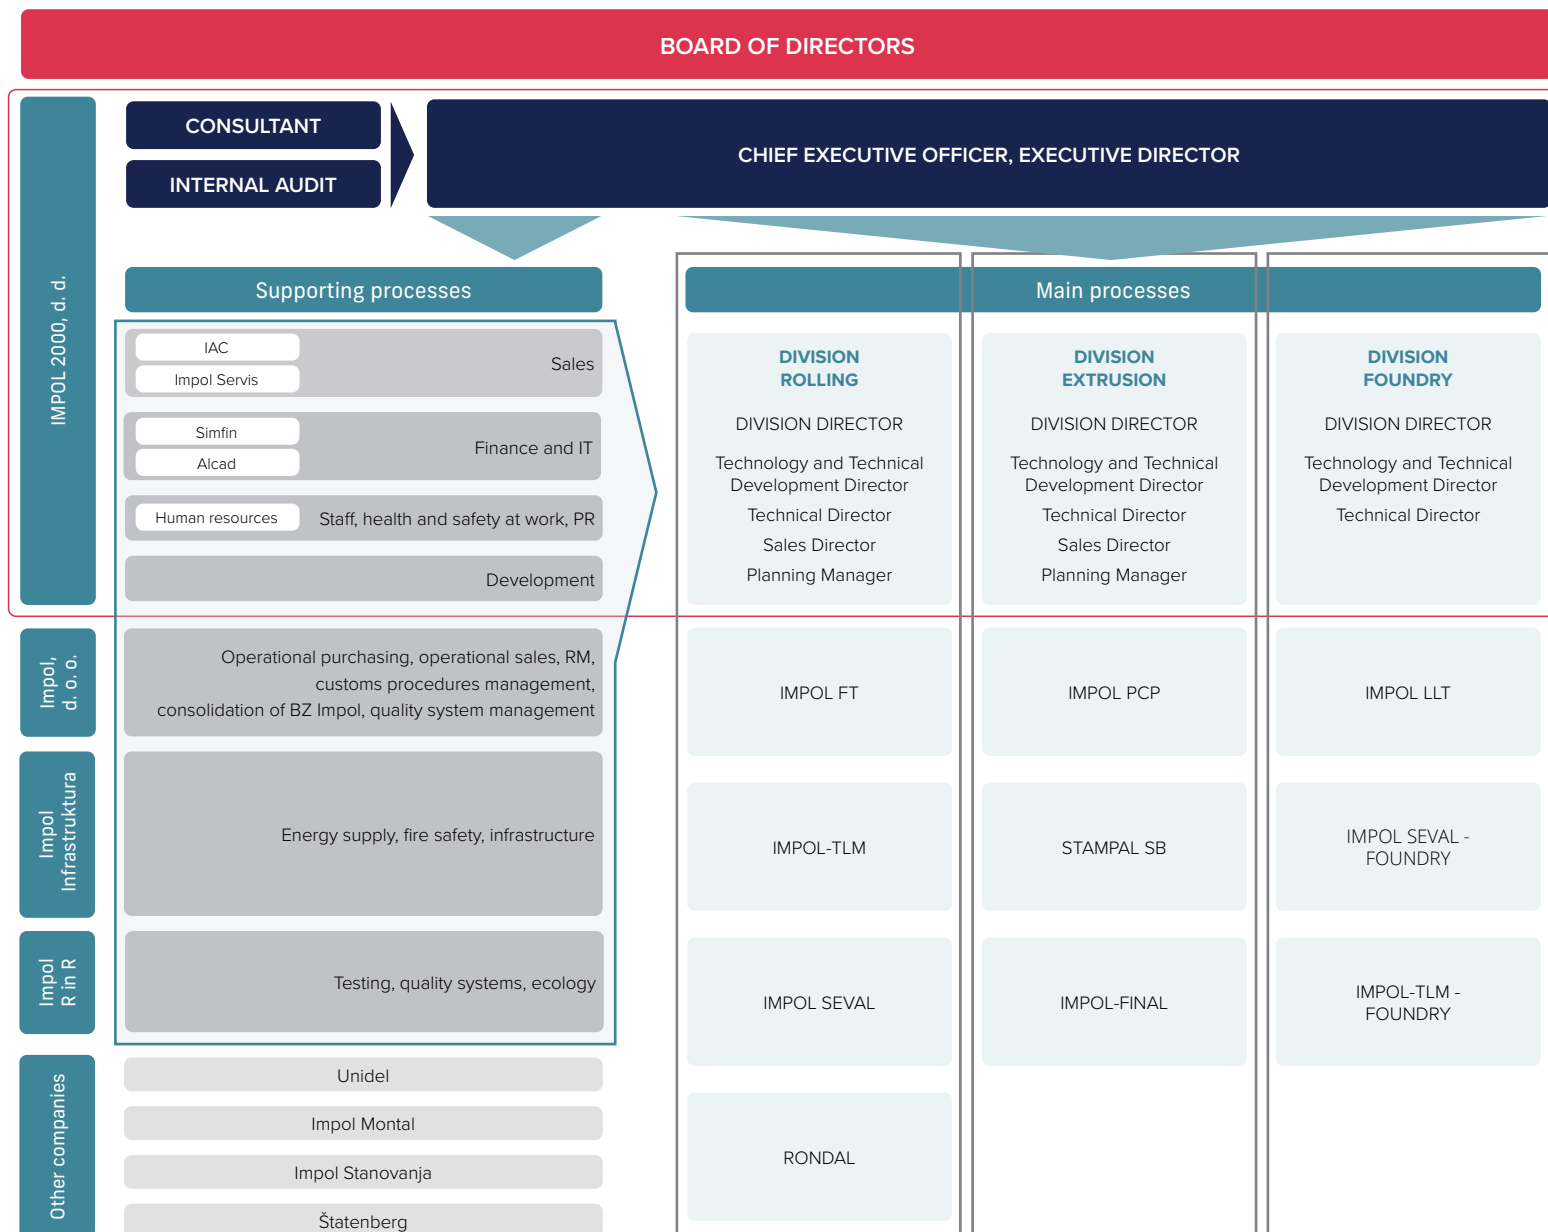 BOARD OF DIRECTORS
IMPOL 2000, d. d.
CONSULTANT
INTERNAL AUDIT
CHIEF EXECUTIVE OFFICER, EXECUTIVE DIRECTOR
Supporting processes
IAC
Impol Servis
Sales
Simfin
Alcad
Finance and IT
Human resources
Staff, health and safety at work, PR
Development
Main processes
DIVISION
ROLLING
DIVISION DIRECTOR
Technology and Technical
Development Director
Technical Director
Sales Director
Planning Manager
DIVISION
EXTRUSION
DIVISION DIRECTOR
Technology and Technical
Development Director
Technical Director
Sales Director
Planning Manager
DIVISION
FOUNDRY
DIVISION DIRECTOR
Technology and Technical
Development Director
Technical Director
Impol,
d. o. o.
Operational purchasing, operational sales, RM,
customs procedures management,
consolidation of BZ Impol, quality system management
IMPOL FT
IMPOL PCP
IMPOL LLT
Impol
Infrastruktura
Energy supply, fire safety, infrastructure
IMPOL-TLM
STAMPAL SB
IMPOL SEVAL -
FOUNDRY
Impol
R in R
Testing, quality systems, ecology
IMPOL SEVAL
IMPOL-FINAL
IMPOL-TLM -
FOUNDRY
Other companies
Unidel
Impol Montal
Impol Stanovanja
Štatenberg
RONDAL